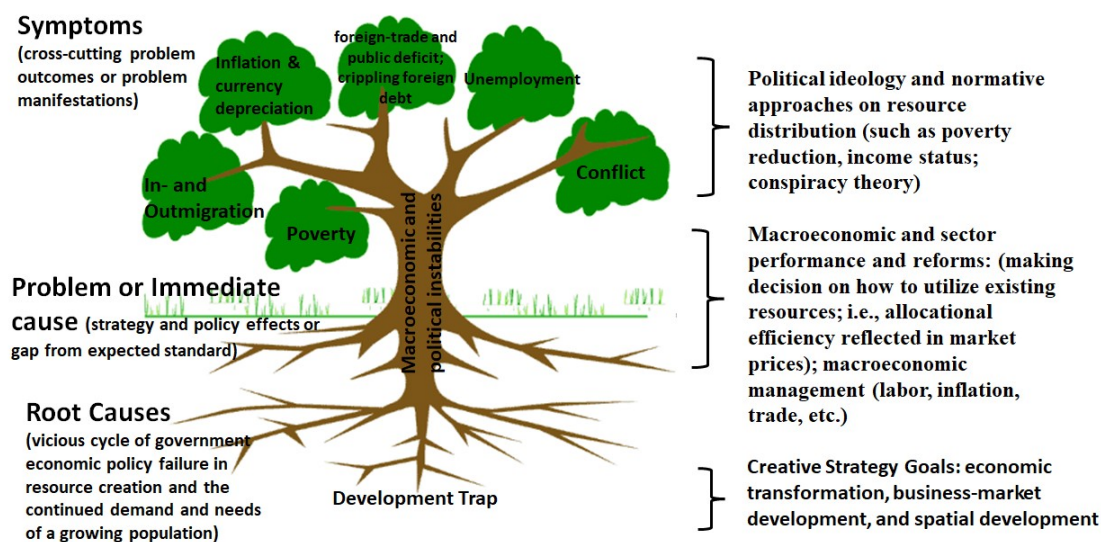 Symptoms
(cross-cutting problem
outcomes or problem
manifestations)
Inflation &
currency
depreciation
foreign-trade and
public deficit;
crippling foreign
debt
Unemployment
Conflict
In- and
Outmigration
Poverty
Macroeconomic and
political instabilities
Problem or Immediate
cause (strategy and policy effects or
gap from expected standard)
Root Causes
(vicious cycle of government
economic policy failure in
resource creation and the
continued demand and needs
of a growing population)
Development Trap
Political ideology and normative
approaches on resource
distribution (such as poverty
reduction, income status;
conspiracy theory)
Macroeconomic and sector
performance and reforms: (making
decision on how to utilize existing
resources; i.e., allocational
efficiency reflected in market
prices); macroeconomic
management (labor, inflation,
trade, etc.)
Creative Strategy Goals: economic
transformation, business-market
development, and spatial development